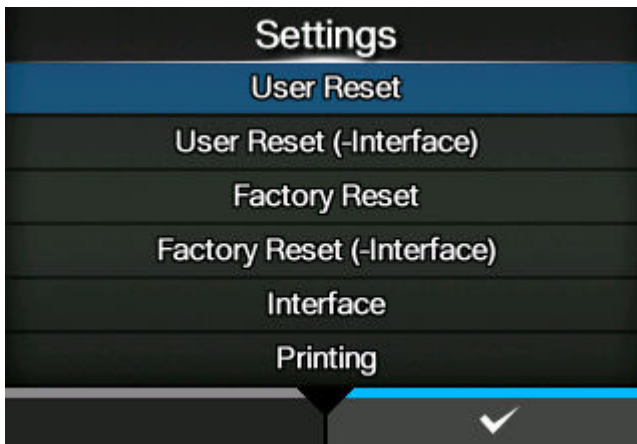 Settings
User Reset
User Reset (-Interface)
Factory Reset
Factory Reset (-Interface)
Interface
Printing